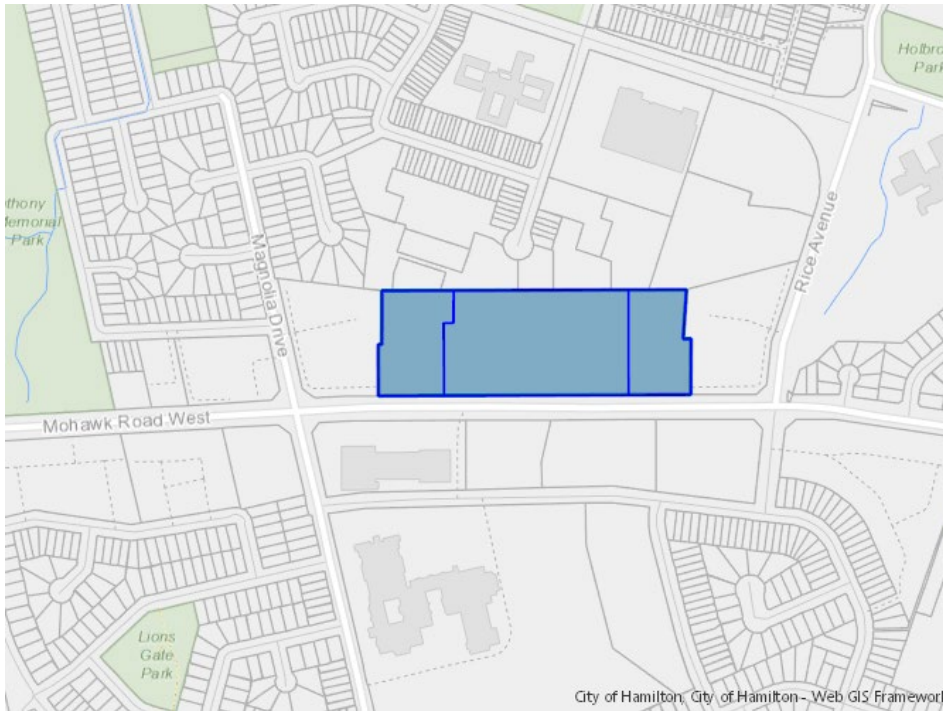 Holbro
Park
thony
Memorial
Park
Magnolia Drive
Rice Avenue
Mohawk Road West
Lions
Gate
Park
City of Hamilton, City of Hamilton - Web GIS Framework